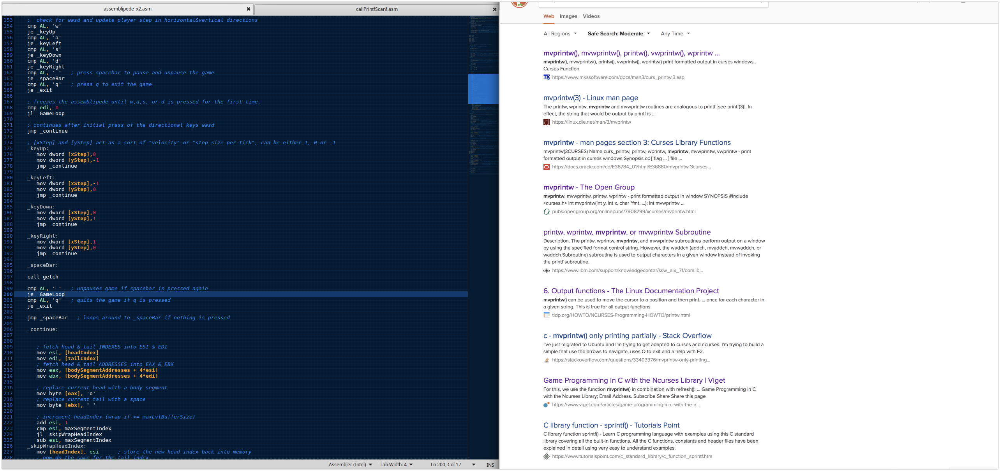 assemblipede_x2.asm
callPrintfScanf.asm
153 ;  check for wasd and update player step in horizontal&vertical directions
154 cmp AL, 'w'
155 je _keyUp
156 cmp AL, 'a'
157 je _keyLeft
158 cmp AL, 's'
159 je _keyDown
160 cmp AL, 'd'
161 je _keyRight
162 cmp AL, ' '   ; press spacebar to pause and unpause the game
163 je _spaceBar
164 cmp AL, 'q'   ; press q to exit the game
165 je _exit
166
167 ; freezes the assemblipede until w,a,s, or d is pressed for the first time.
168 cmp edi, 0
169 jl _GameLoop
170
171 ; continues after initial press of the directional keys wasd
172 jmp _continue
173
174 ; [xStep] and [yStep] act as a sort of "velocity" or "step size per tick", can be either 1, 0 or -1
175 _keyUp:
176 mov dword [xStep],0
177 mov dword [yStep],-1
178 jmp _continue
179
180 _keyLeft:
181 mov dword [xStep],-1
182 mov dword [yStep],0
183 jmp _continue
184
185 _keyDown:
186 mov dword [xStep],0
187 mov dword [yStep],1
188 jmp _continue
189
190 _keyRight:
191 mov dword [xStep],1
192 mov dword [yStep],0
193 jmp _continue
194
195 _spaceBar:
196
197 call getch
198
199 cmp AL, ' '   ; unpauses game if spacebar is pressed again
200 je _GameLoop
201 cmp AL, 'q'   ; quits the game if q is pressed
202 je _exit
203
204 jmp _spaceBar   ; loops around to _spaceBar if nothing is pressed
205
206 _continue:
207
208
209 ; fetch head & tail INDEXES into ESI & EDI
210 mov esi, [headIndex]
211 mov edi, [tailIndex]
212 ; fetch head & tail ADDRESSES into EAX & EBX
213 mov eax, [bodySegmentAddresses + 4*esi]
214 mov ebx, [bodySegmentAddresses + 4*edi]
215
216 ; replace current head with a body segment
217 mov byte [eax], 'o'
218 ; replace current tail with a space
219 mov byte [ebx], ' '
220
221 ; increment headIndex (wrap if >= maxLvlBufferSize)
222 add esi, 1
223 cmp esi, maxSegmentIndex
224 jl _skipWrapHeadIndex
225 sub esi, maxSegmentIndex
226 _skipWrapHeadIndex:
227 mov [headIndex], esi      ; store the new head index back into memory
228 ; now do the same for the tail index
Assembler (Intel) Tab Width: 4 Ln 200, Col 17 INS
Web Images Videos
All Regions Safe Search: Moderate Any Time
mvprintw(), mvwprintw(), printw(), vwprintw(), wprintw ...
mvprintw(), mvwprintw(), printw(), vwprintw(), wprintw() print formatted output in curses windows .
Curses Function
https://www.mkssoftware.com/docs/man3/curs_printw.3.asp
mvprintw(3) - Linux man page
The printw, wprintw, mvprintw and mvwprintw routines are analogous to printf [see printf(3)]. In
effect, the string that would be output by printf is ...
https://linux.die.net/man/3/mvprintw
mvprintw - man pages section 3: Curses Library Functions
mvprintw(3CURSES) Name curs_printw, printw, wprintw, mvprintw, mvwprintw, vwprintw - print
formatted output in curses windows Synopsis cc [ flag ... ] file ...
https://docs.oracle.com/cd/E36784_01/html/E36880/mvprintw-3curses...
mvprintw - The Open Group
mvprintw, mvwprintw, printw, wprintw - print formatted output in window SYNOPSIS #include
<curses.h> int mvprintw(int y, int x, char *fmt, ...); int mvwprintw ...
pubs.opengroup.org/onlinepubs/7908799/xcurses/mvprintw.html
printw, wprintw, mvprintw, or mvwprintw Subroutine
Description. The printw, wprintw, mvprintw, and mvwprintw subroutines perform output on a window
by using the specified format control string. However, the waddch (addch, mvaddch, mvwaddch, or
waddch Subroutine) subroutine is used to output characters in a given window instead of invoking
the printf subroutine.
https://www.ibm.com/support/knowledgecenter/ssw_aix_71/com.ib...
6. Output functions - The Linux Documentation Project
mvprintw() can be used to move the cursor to a position and then print. ... once for each character in
a given string. This is true for all output functions.
tldp.org/HOWTO/NCURSES-Programming-HOWTO/printw.html
c - mvprintw() only printing partially - Stack Overflow
I've just migrated to Ubuntu and I'm trying to get adapted to curses and ncurses. I'm trying to build a
simple that use the arrows to navigate, uses Q to exit and a help with F2.
https://stackoverflow.com/questions/33403376/mvprintw-only-printing...
Game Programming in C with the Ncurses Library | Viget
For this, we use the function mvprintw() in combination with refresh(): ... Game Programming in C
with the Ncurses Library; Email Address. Subscribe Share Share this page
https://www.viget.com/articles/game-programming-in-c-with-the-n...
C library function - sprintf() - Tutorials Point
C library function sprintf() - Learn C programming language with examples using this C standard
library covering all the built-in functions. All the C functions, constants and header files have been
explained in detail using very easy to understand examples.
https://www.tutorialspoint.com/c_standard_library/c_function_sprintf.htm